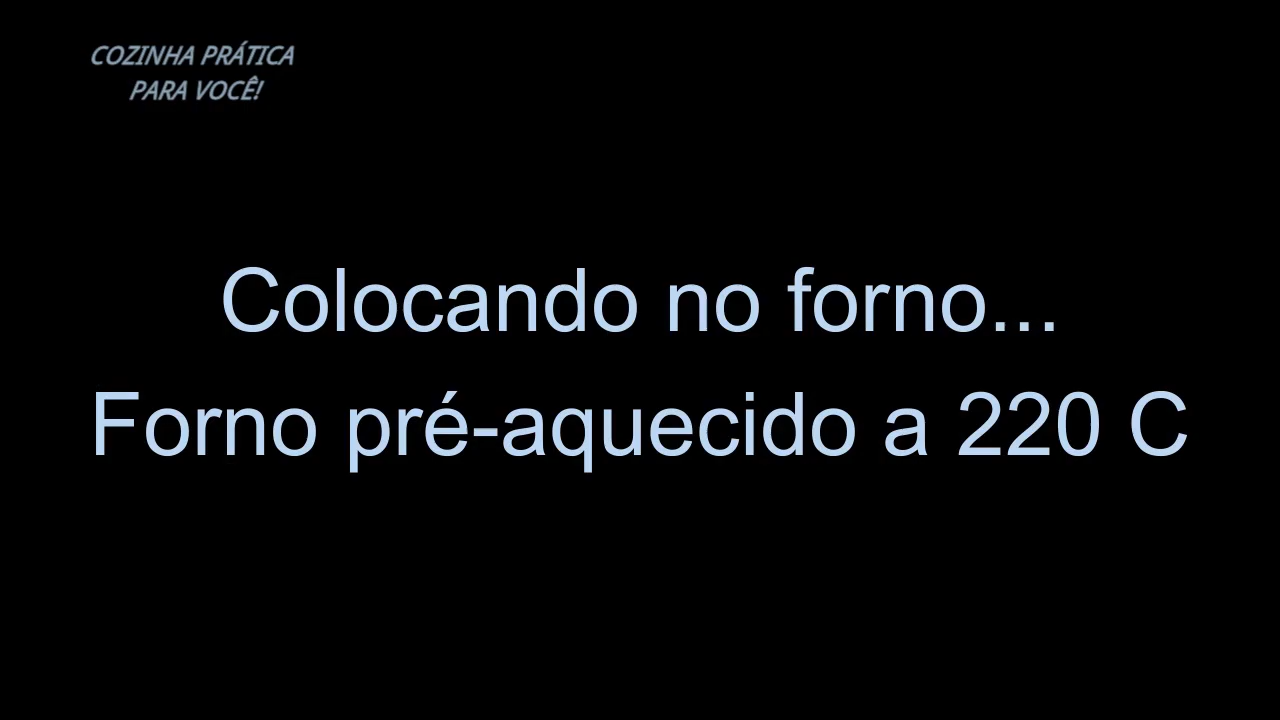 COZINHA PRÁTICA
PARA VOCÊ!
Colocando no forno...
Forno pré-aquecido a 220 C